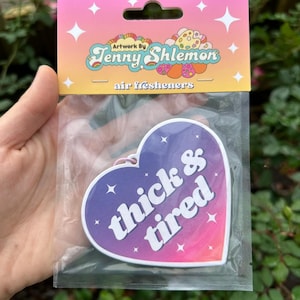 Artwork By
Jenny Shlemon
air fresheners
thick &
tired